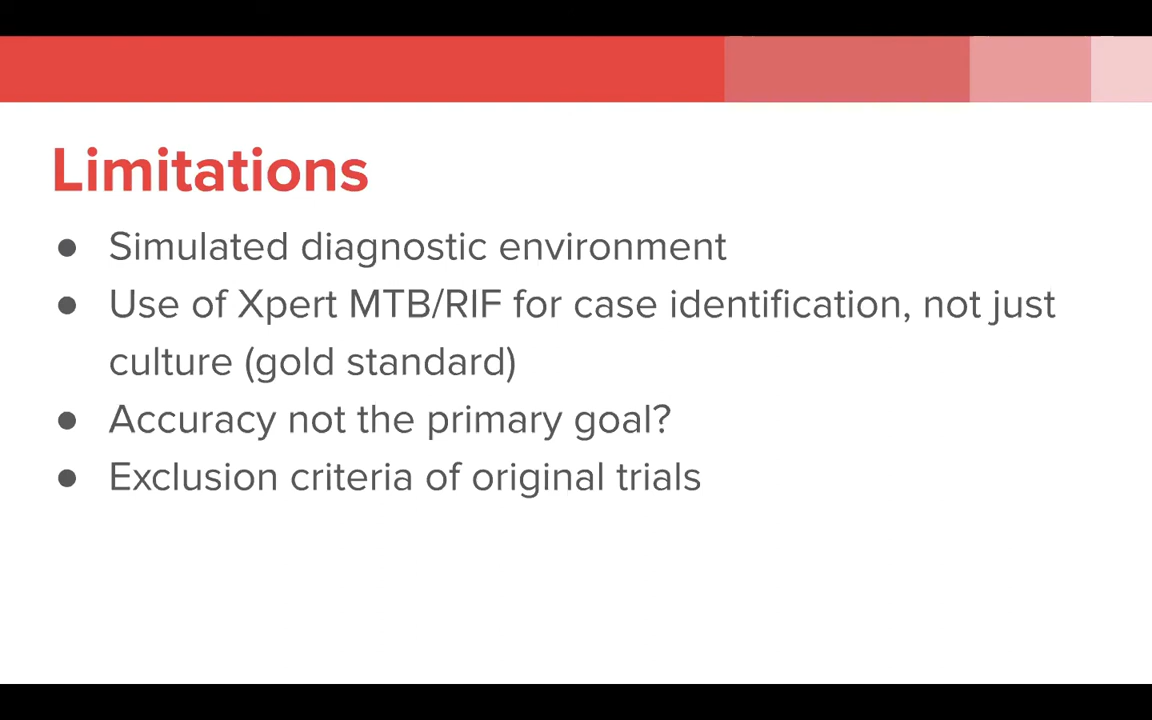 Limitations
● Simulated diagnostic environment
● Use of Xpert MTB/RIF for case identification, not just
culture (gold standard)
● Accuracy not the primary goal?
● Exclusion criteria of original trials